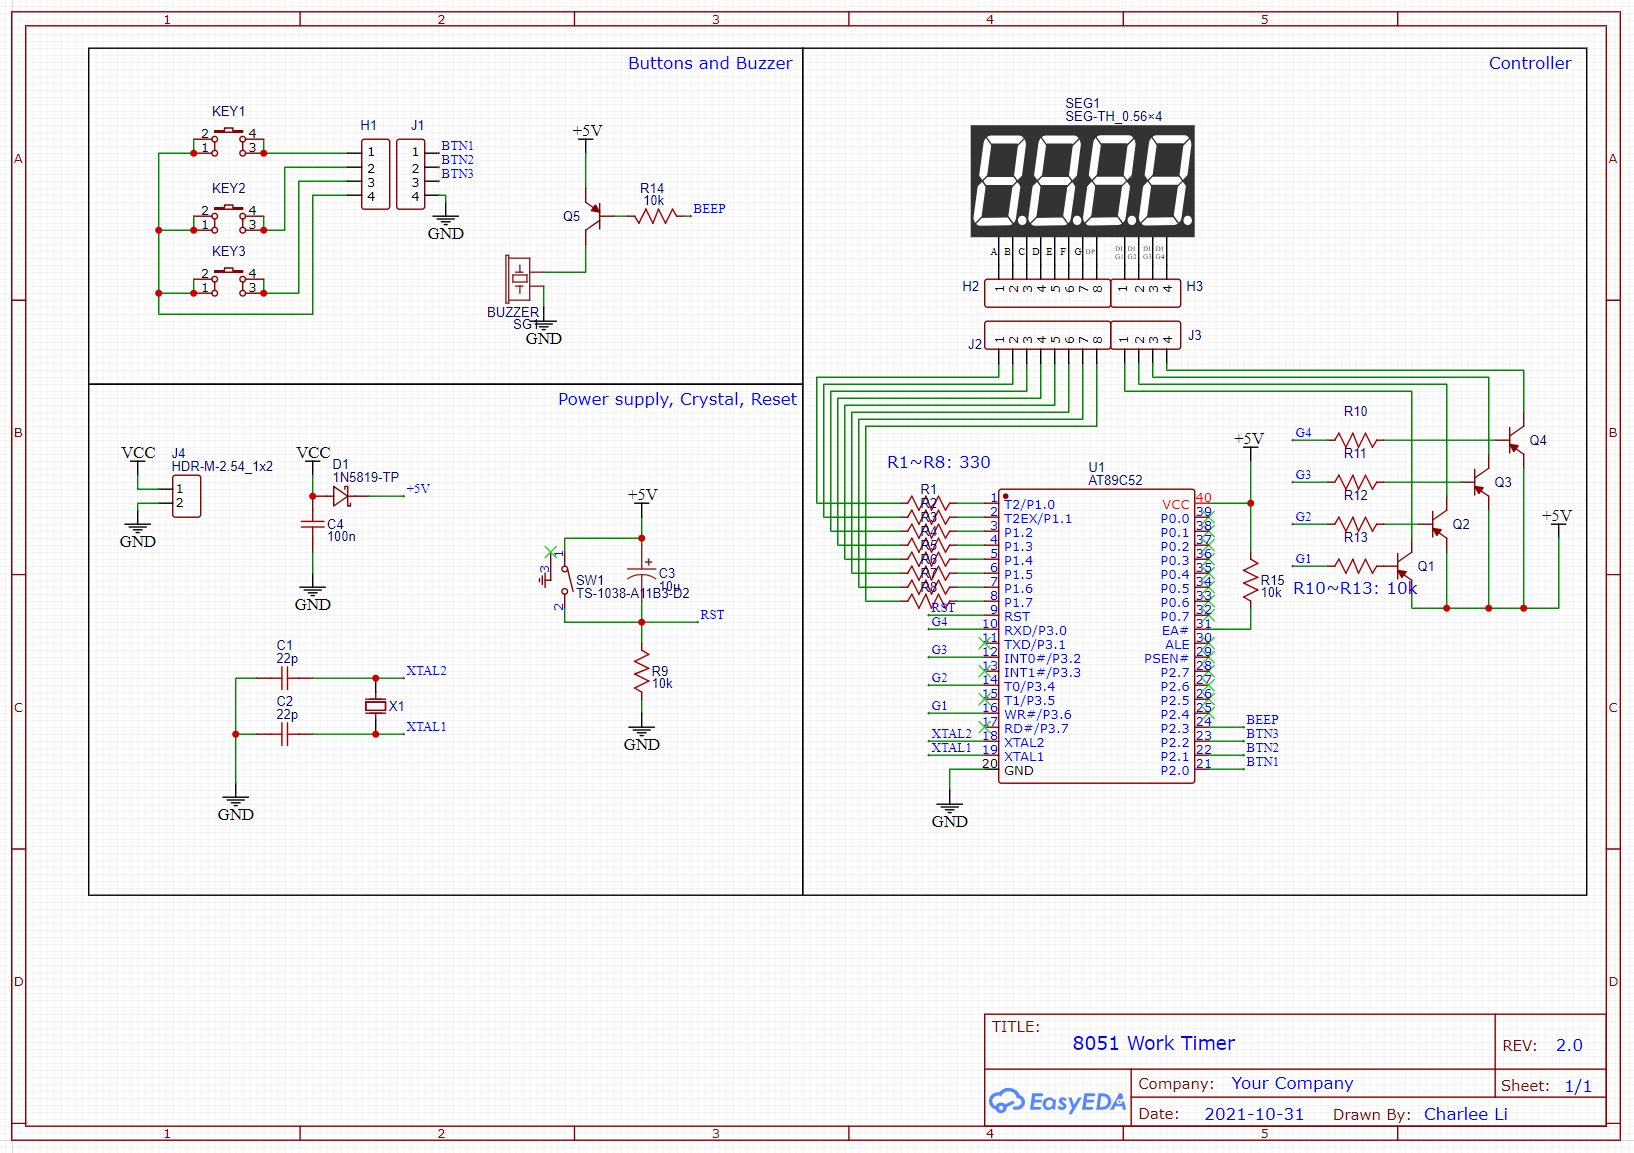 1 2 3 4 5
A
B
C
D
A
B
C
D
Buttons and Buzzer
KEY1
2 4
1 3
KEY2
2 4
1 3
KEY3
2 4
1 3
H1
1
2
3
4
J1
1
2
3
4
BTN1
BTN2
BTN3
GND
+5V
Q5
R14
10k
BEEP
BUZZER
SG1
GND
Power supply, Crystal, Reset
VCC
J4
HDR-M-2.54_1x2
1
2
GND
VCC
D1
1N5819-TP
+5V
C4
100n
GND
+5V
1
3
2
SW1
TS-1038-A11B3-D2
C3
10u
RST
R9
10k
GND
C1
22p
C2
22p
XTAL2
X1
XTAL1
GND
Controller
SEG1
SEG-TH_0.56×4
A B C D E F G DP
DIG1 DIG2 DIG3 DIG4
H2
1 2 3 4 5 6 7 8
1 2 3 4
H3
J2
1 2 3 4 5 6 7 8
1 2 3 4
J3
R1~R8: 330
R1
R2
R3
R4
R5
R6
R7
R8
U1
AT89C52
1 T2/P1.0
2 T2EX/P1.1
3 P1.2
4 P1.3
5 P1.4
6 P1.5
7 P1.6
8 P1.7
RST 9 RST
G4 10 RXD/P3.0
11 TXD/P3.1
G3 12 INT0#/P3.2
13 INT1#/P3.3
G2 14 T0/P3.4
15 T1/P3.5
G1 16 WR#/P3.6
17 RD#/P3.7
XTAL2 18 XTAL2
XTAL1 19 XTAL1
20 GND
GND
VCC 40
P0.0 39
P0.1 38
P0.2 37
P0.3 36
P0.4 35
P0.5 34
P0.6 33
P0.7 32
EA# 31
ALE 30
PSEN# 29
P2.7 28
P2.6 27
P2.5 26
P2.4 25
P2.3 24 BEEP
P2.2 23 BTN3
P2.1 22 BTN2
P2.0 21 BTN1
+5V
R15
10k
R10
G4
Q4
R11
G3
Q3
R12
G2
Q2
R13
G1
Q1
R10~R13: 10k
+5V
TITLE:
8051 Work Timer
REV: 2.0
EasyEDA
Company: Your Company
Sheet: 1/1
Date: 2021-10-31 Drawn By: Charlee Li
1 2 3 4 5